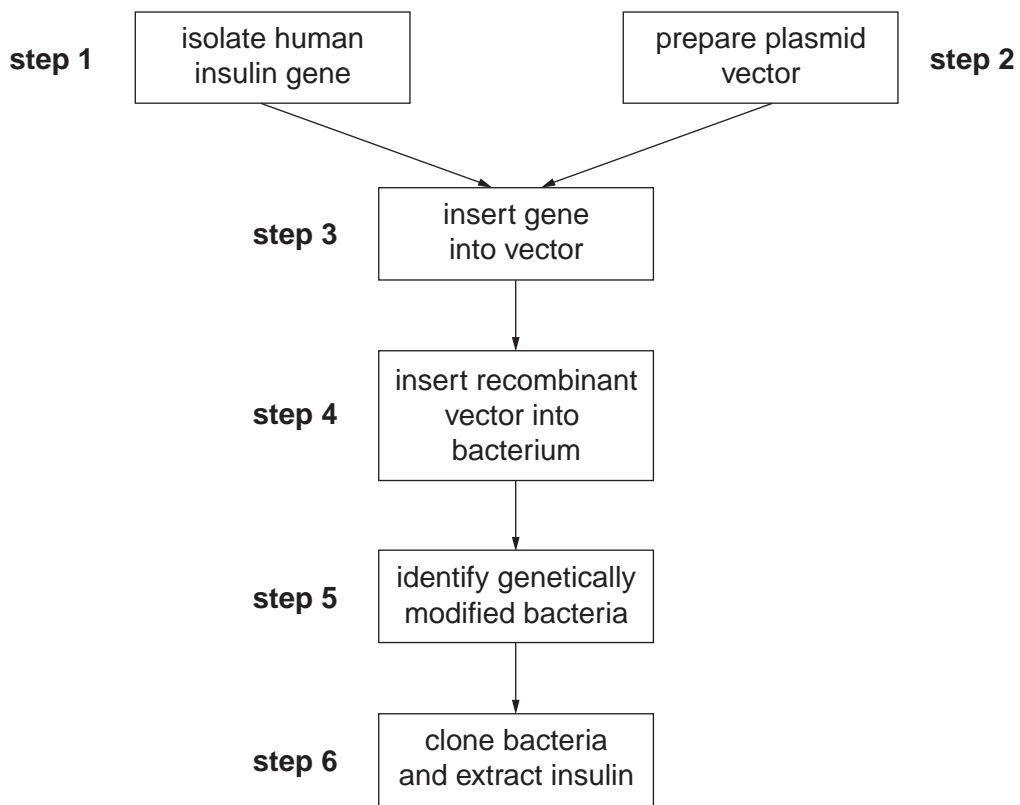 step 1
isolate human
insulin gene
prepare plasmid
vector
step 2
step 3
insert gene
into vector
step 4
insert recombinant
vector into
bacterium
step 5
identify genetically
modified bacteria
step 6
clone bacteria
and extract insulin